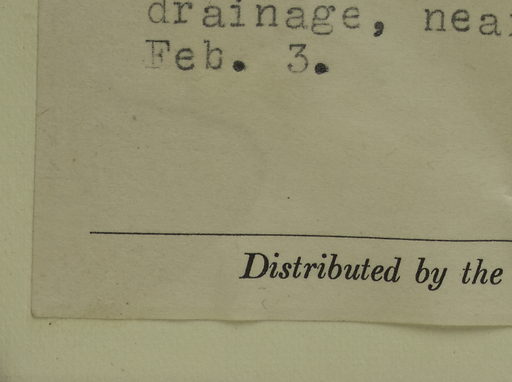 drainage,
Feb. 3.
Distributed by the